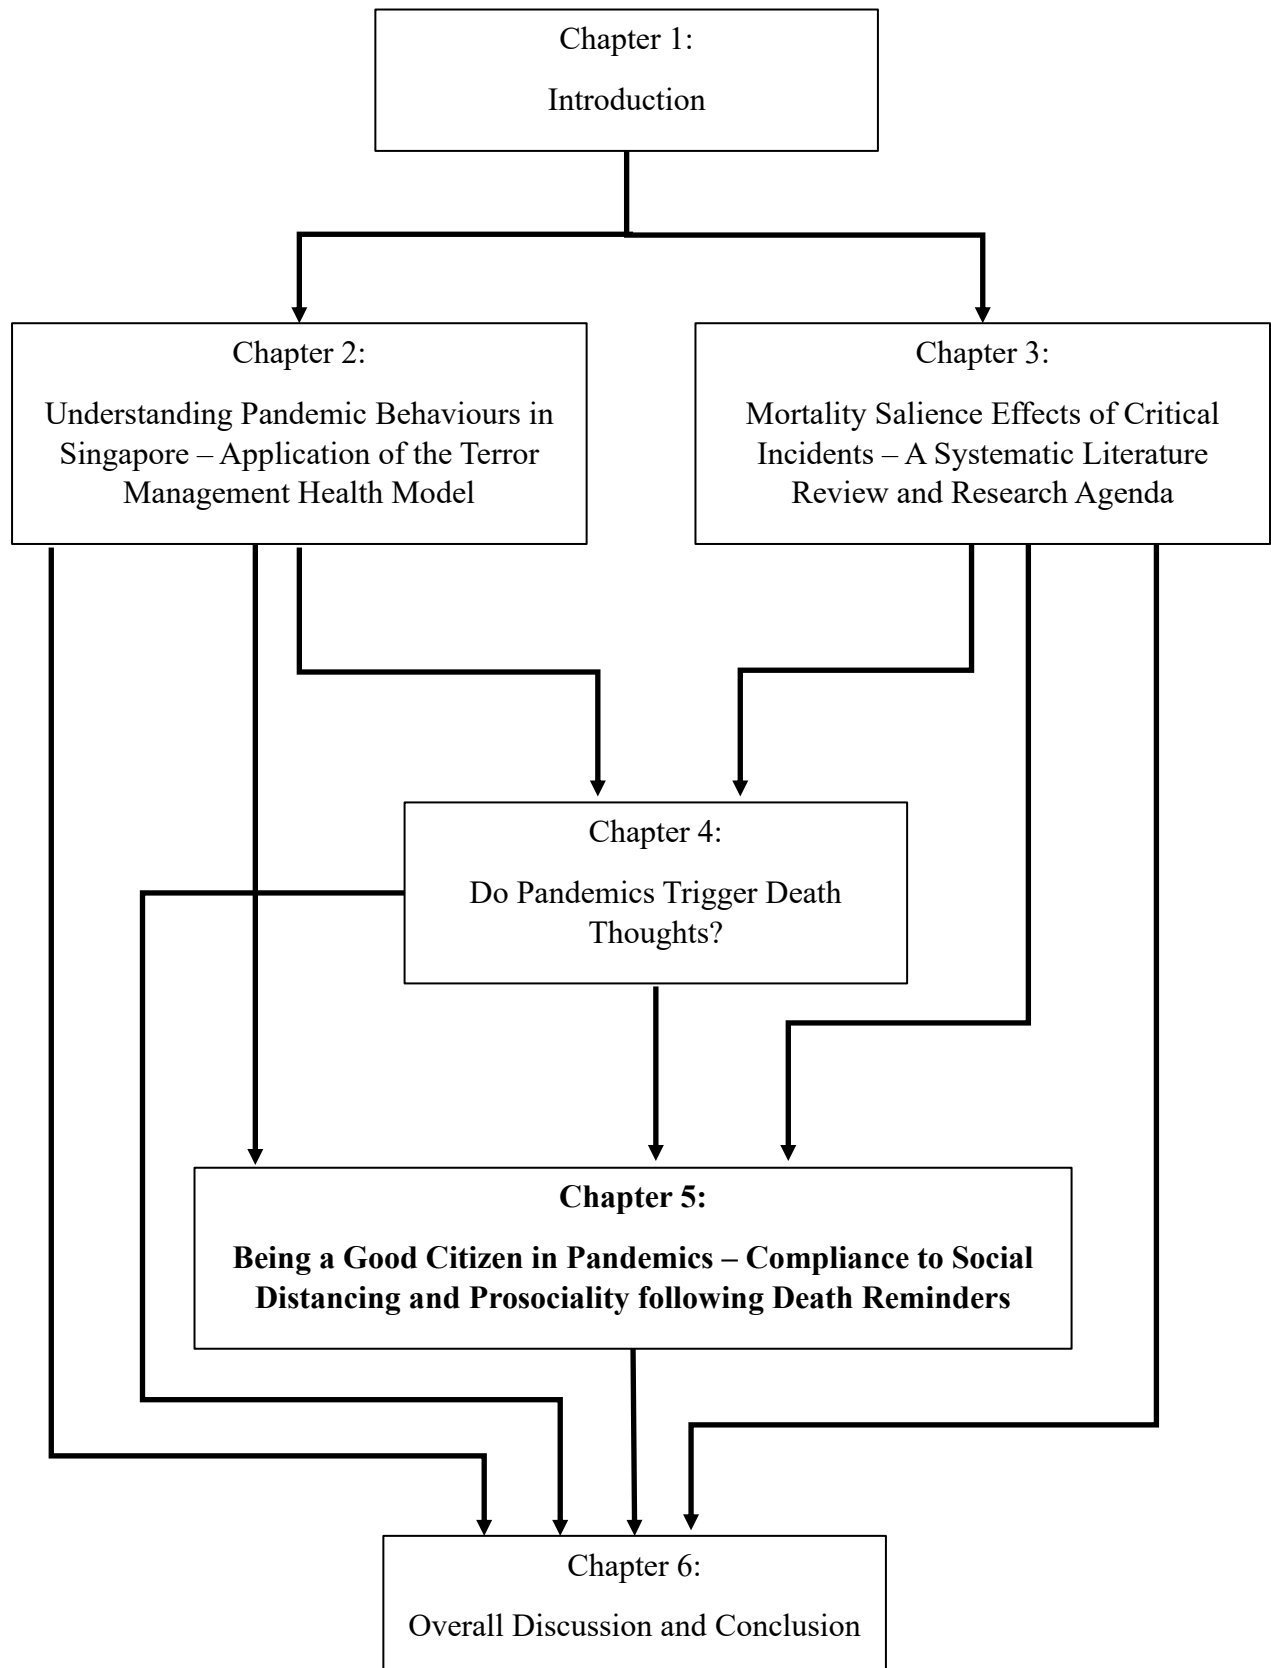 Chapter 1:
Introduction
Chapter 2:
Understanding Pandemic Behaviours in
Singapore – Application of the Terror
Management Health Model
Chapter 3:
Mortality Salience Effects of Critical
Incidents – A Systematic Literature
Review and Research Agenda
Chapter 4:
Do Pandemics Trigger Death
Thoughts?
Chapter 5:
Being a Good Citizen in Pandemics – Compliance to Social
Distancing and Prosociality following Death Reminders
Chapter 6:
Overall Discussion and Conclusion